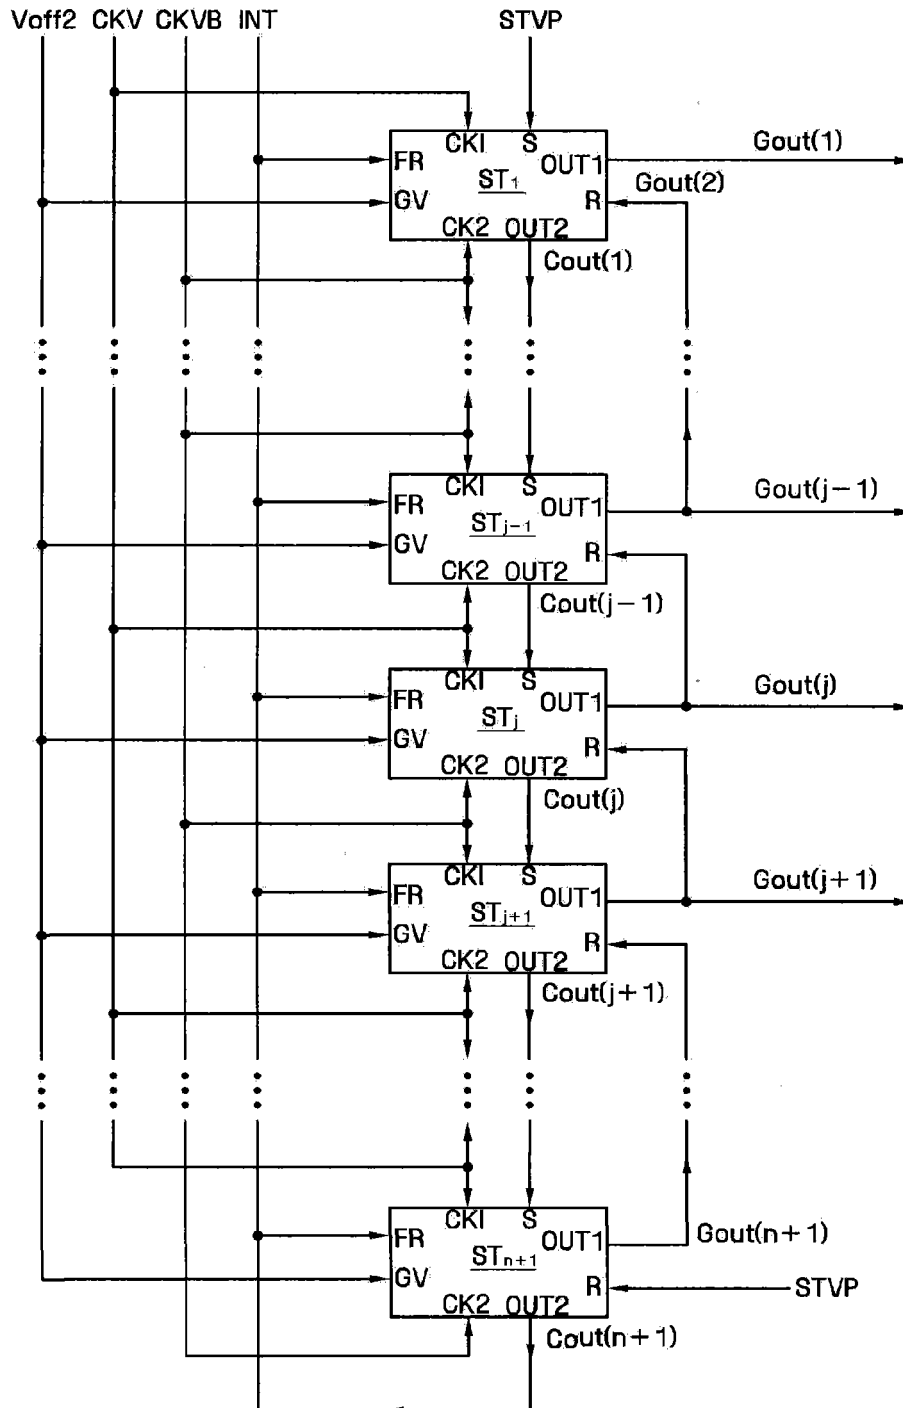 Voff2 CKV CKVB INT STVP
CKI S
FR OUT1 Gout(1)
ST1 Gout(2)
GV R
CK2 OUT2
Cout(1)
CKI S
FR OUT1 Gout(j-1)
STj-1
GV R
CK2 OUT2
Cout(j-1)
CKI S
FR OUT1 Gout(j)
STj
GV R
CK2 OUT2
Cout(j)
CKI S
FR OUT1 Gout(j+1)
STj+1
GV R
CK2 OUT2
Cout(j+1)
CKI S
FR OUT1 Gout(n+1)
STn+1
GV R STVP
CK2 OUT2
Cout(n+1)